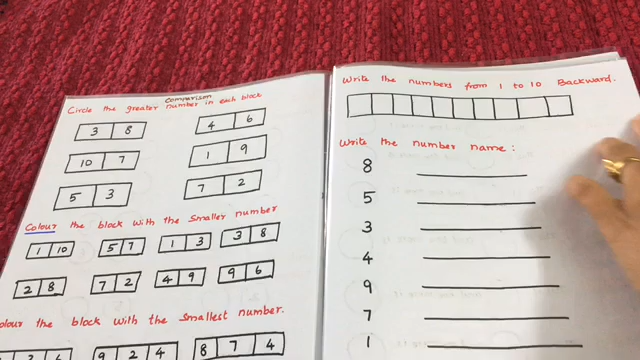 Comparison
Circle the greater number in each block
3 8
4 6
10 7
1 9
5 3
7 2
Colour the block with the smaller number
1 10
5 7
1 3
3 8
2 8
7 2
4 9
9 6
olour the block with the smallest number.
9 2 4
8 7 4
Write the numbers from 1 to 10 Backward.
Write the number name:
8
5
3
4
9
7
1